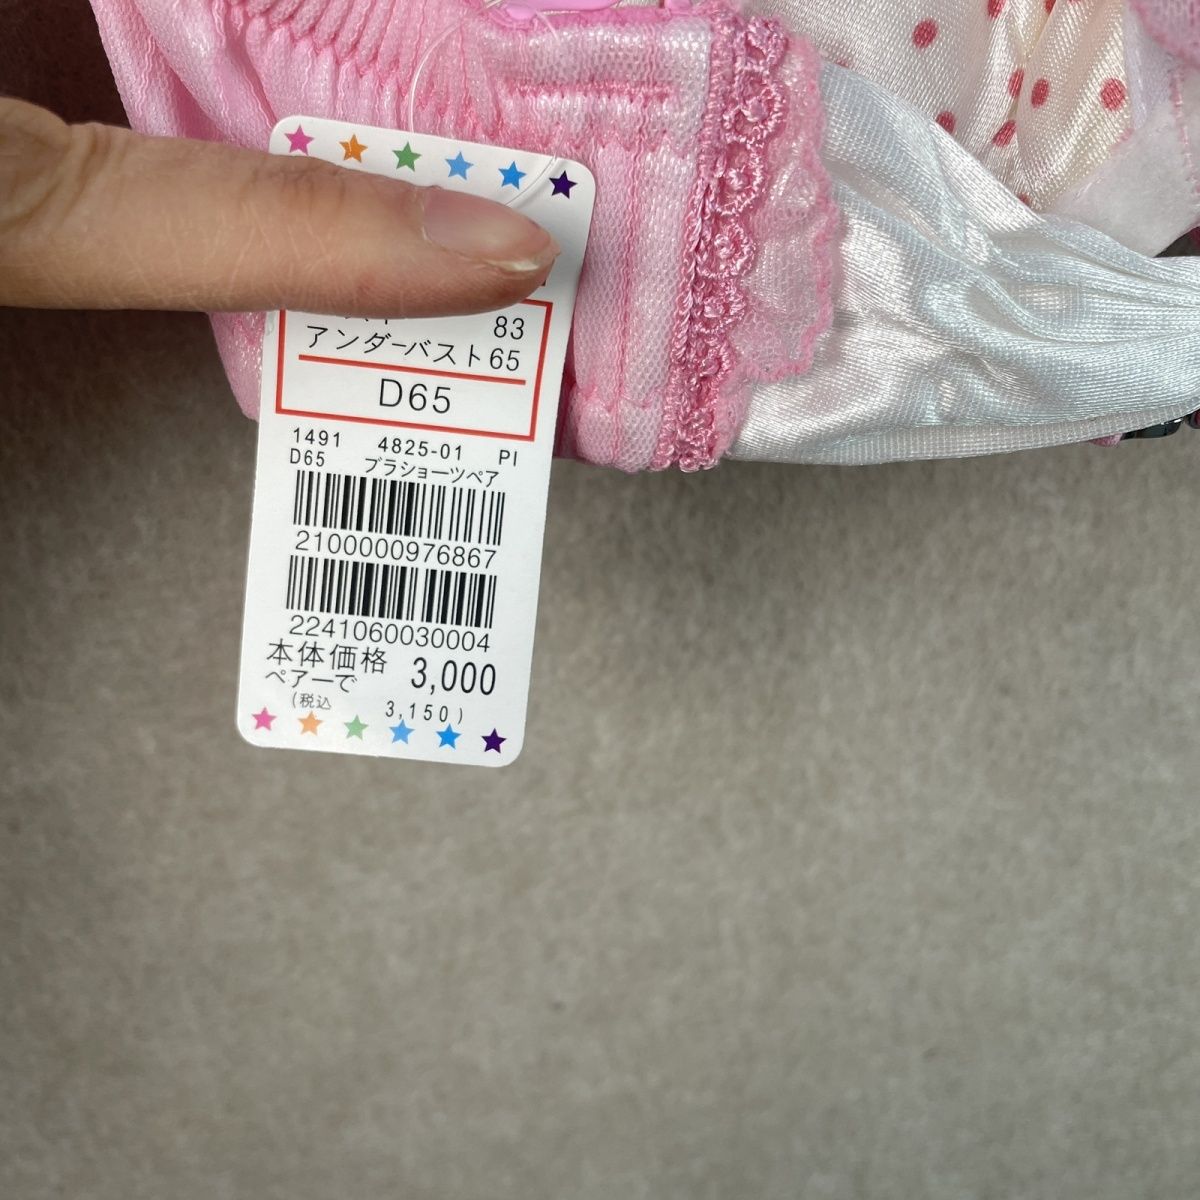 83
アンダーバスト65
D65
1491 4825-01 PI
D65 ブラショーツペア
2100000976867
2241060030004
本体価格 3,000
ペアーで
(税込 3,150)